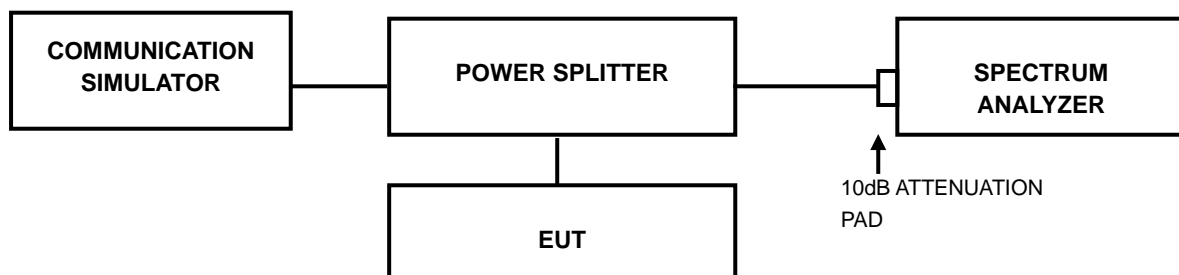 COMMUNICATION
SIMULATOR
POWER SPLITTER
SPECTRUM
ANALYZER
10dB ATTENUATION
PAD
EUT